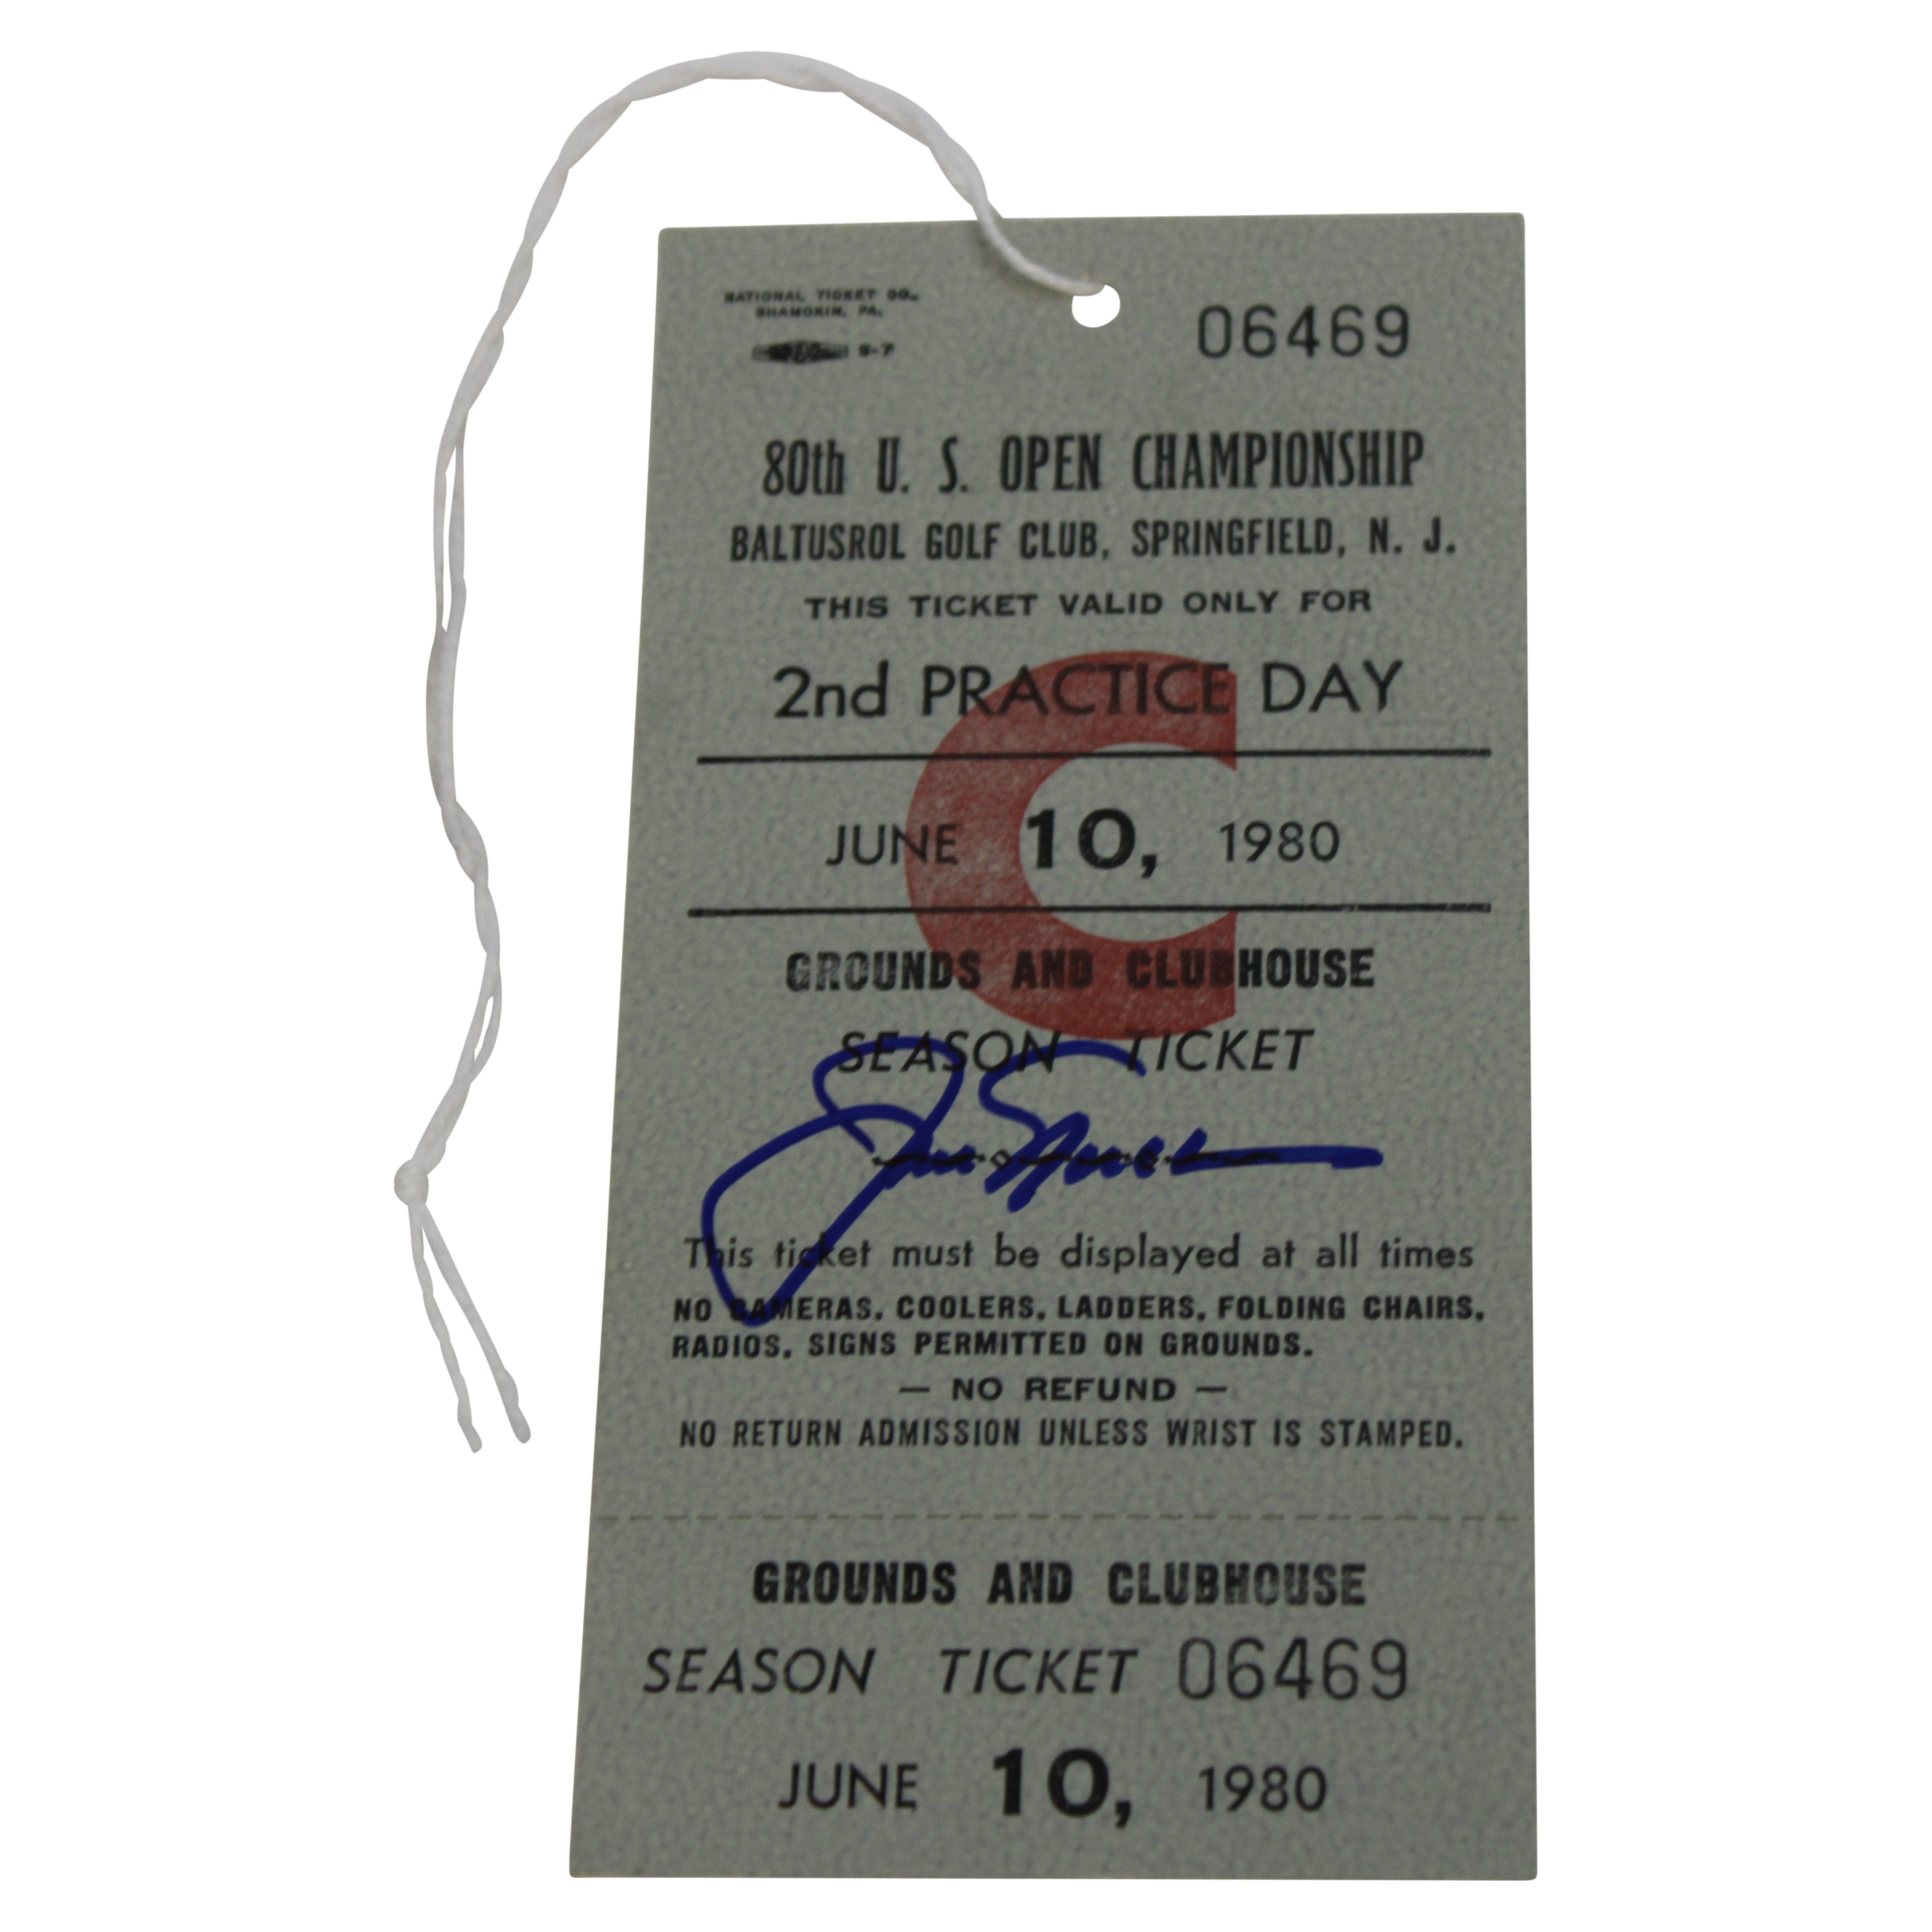 NATIONAL TICKET CO.,
SHAMOKIN, PA.
9-7
06469
80th U. S. OPEN CHAMPIONSHIP
BALTUSROL GOLF CLUB, SPRINGFIELD, N. J.
THIS TICKET VALID ONLY FOR
2nd PRACTICE DAY
C
JUNE 10, 1980
GROUNDS AND CLUBHOUSE
SEASON TICKET
This ticket must be displayed at all times
NO CAMERAS, COOLERS, LADDERS, FOLDING CHAIRS,
RADIOS, SIGNS PERMITTED ON GROUNDS.
— NO REFUND —
NO RETURN ADMISSION UNLESS WRIST IS STAMPED.
GROUNDS AND CLUBHOUSE
SEASON TICKET 06469
JUNE 10, 1980